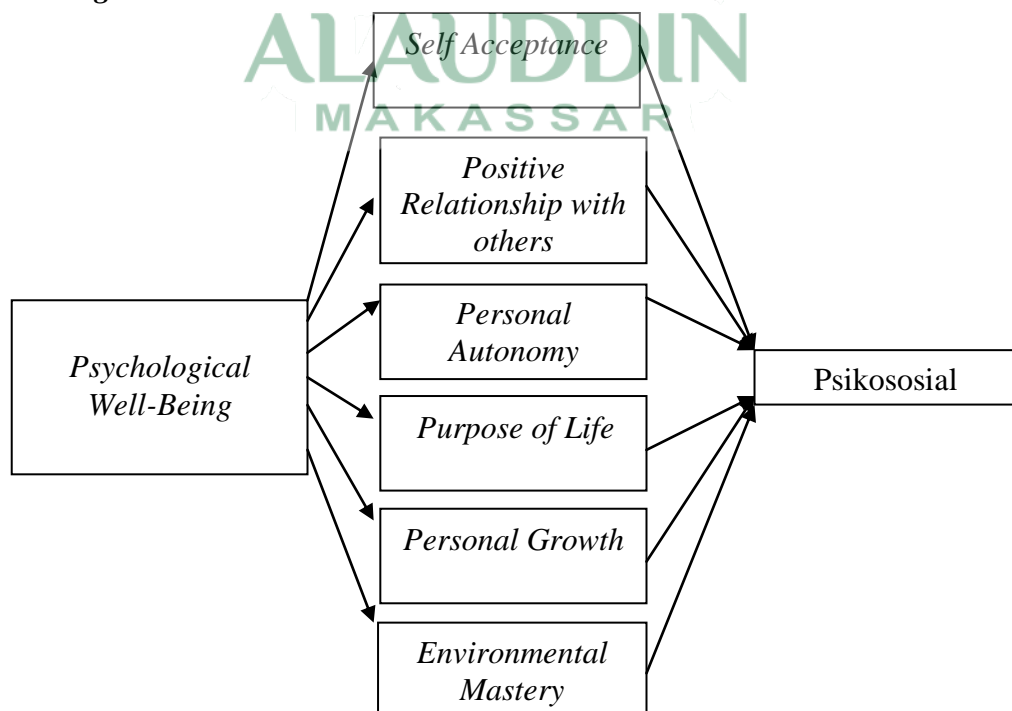 ALAUDDIN
MAKASSAR
Self Acceptance
Positive
Relationship with
others
Personal
Autonomy
Psychological
Well-Being
Psikososial
Purpose of Life
Personal Growth
Environmental
Mastery